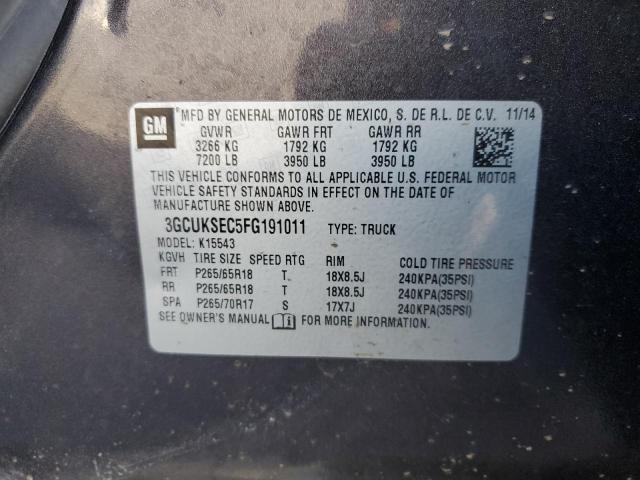 GM
MFD BY GENERAL MOTORS DE MEXICO, S. DE R.L. DE C.V. 11/14
GVWR GAWR FRT GAWR RR
3266 KG 1792 KG 1792 KG
7200 LB 3950 LB 3950 LB
THIS VEHICLE CONFORMS TO ALL APPLICABLE U.S. FEDERAL MOTOR
VEHICLE SAFETY STANDARDS IN EFFECT ON THE DATE OF
MANUFACTURE SHOWN ABOVE.
3GCUKSEC5FG191011 TYPE: TRUCK
MODEL: K15543
KGVH TIRE SIZE SPEED RTG RIM COLD TIRE PRESSURE
FRT P265/65R18 T 18X8.5J 240KPA(35PSI)
RR P265/65R18 T 18X8.5J 240KPA(35PSI)
SPA P265/70R17 S 17X7J 240KPA(35PSI)
SEE OWNER'S MANUAL FOR MORE INFORMATION.